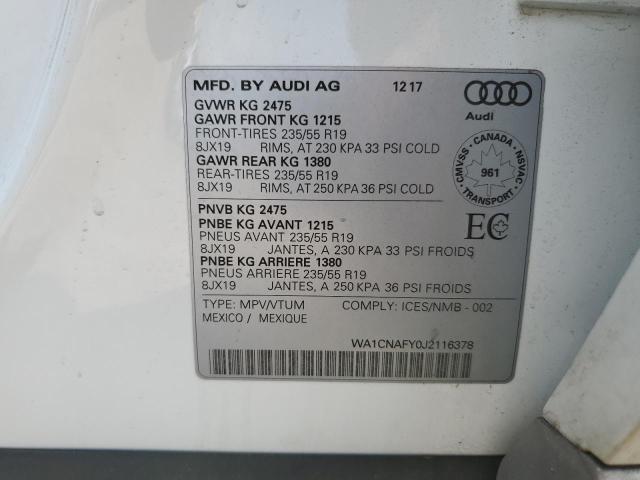 MFD. BY AUDI AG 12 17
GVWR KG 2475
GAWR FRONT KG 1215
FRONT-TIRES 235/55 R19
8JX19 RIMS, AT 230 KPA 33 PSI COLD
GAWR REAR KG 1380
REAR-TIRES 235/55 R19
8JX19 RIMS, AT 250 KPA 36 PSI COLD
Audi
CMVSS - CANADA - NSVAC
961
TRANSPORT
PNVB KG 2475
PNBE KG AVANT 1215
PNEUS AVANT 235/55 R19
8JX19 JANTES, A 230 KPA 33 PSI FROIDS
PNBE KG ARRIERE 1380
PNEUS ARRIERE 235/55 R19
8JX19 JANTES, A 250 KPA 36 PSI FROIDS
EC
TYPE: MPV/VTUM COMPLY: ICES/NMB - 002
MEXICO / MEXIQUE
WA1CNAFY0J2116378